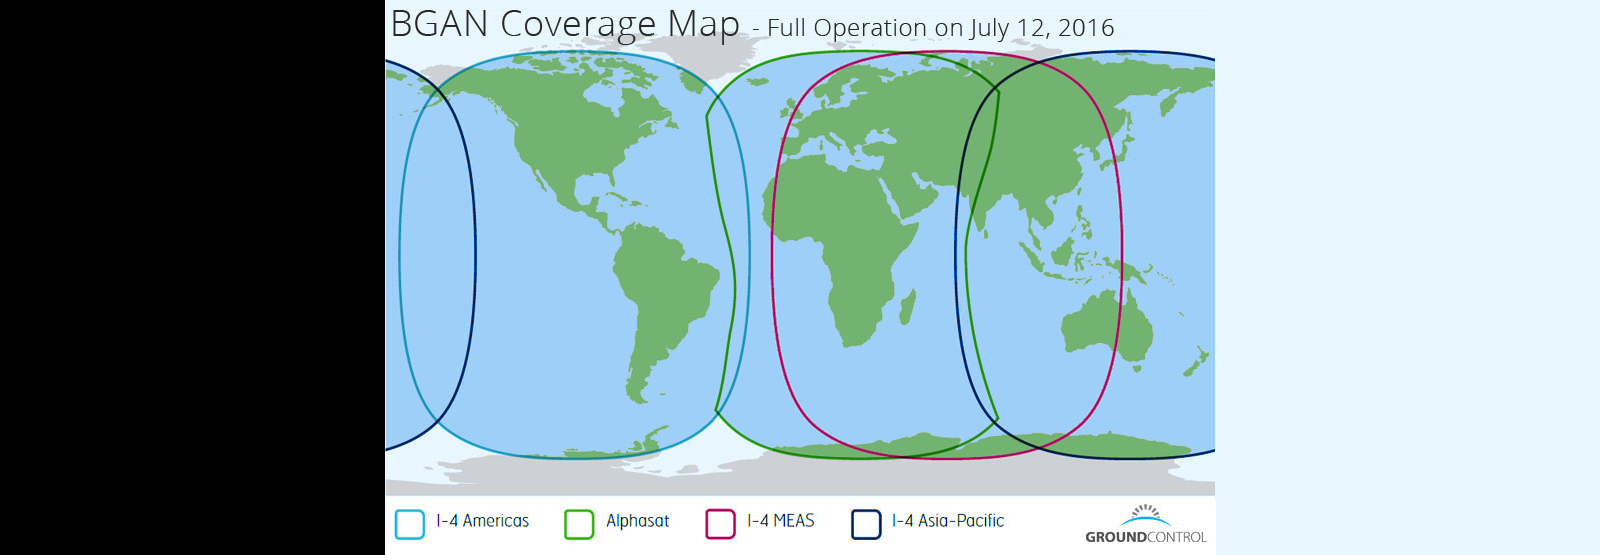 BGAN Coverage Map - Full Operation on July 12, 2016
I-4 Americas
Alphasat
I-4 MEAS
I-4 Asia-Pacific
GROUNDCONTROL